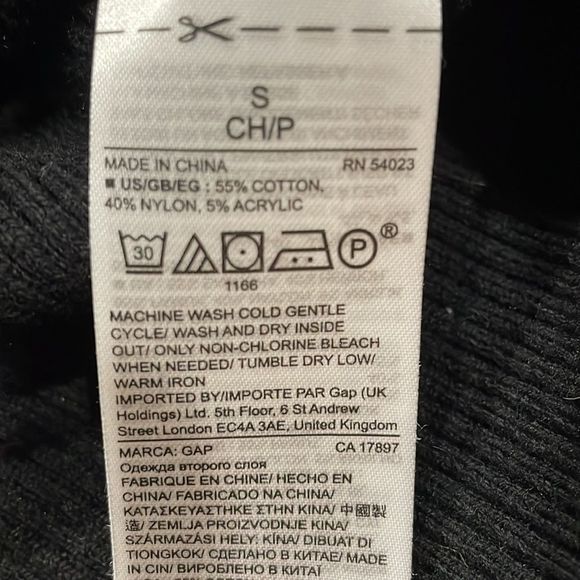 S
CH/P
MADE IN CHINA RN 54023
■ US/GB/EG : 55% COTTON,
40% NYLON, 5% ACRYLIC
30 P ®
1166
MACHINE WASH COLD GENTLE
CYCLE/ WASH AND DRY INSIDE
OUT/ ONLY NON-CHLORINE BLEACH
WHEN NEEDED/ TUMBLE DRY LOW/
WARM IRON
IMPORTED BY/IMPORTE PAR Gap (UK
Holdings) Ltd. 5th Floor, 6 St Andrew
Street London EC4A 3AE, United Kingdom
MARCA: GAP CA 17897
Одежда второго слоя
FABRIQUE EN CHINE/ HECHO EN
CHINA/ FABRICADO NA CHINA/
ΚΑΤΑΣΚΕΥΑΣΤΗΚΕ ΣΤΗΝ ΚΙΝΑ/ 中國製
造/ ZEMLJA PROIZVODNJE KINA/
SZÁRMAZÁSI HELY: KÍNA/ DIBUAT DI
TIONGKOK/ СДЕЛАНО В КИТАЕ/ MADE
IN CIN/ ВИРОБЛЕНО В КИТАЇ